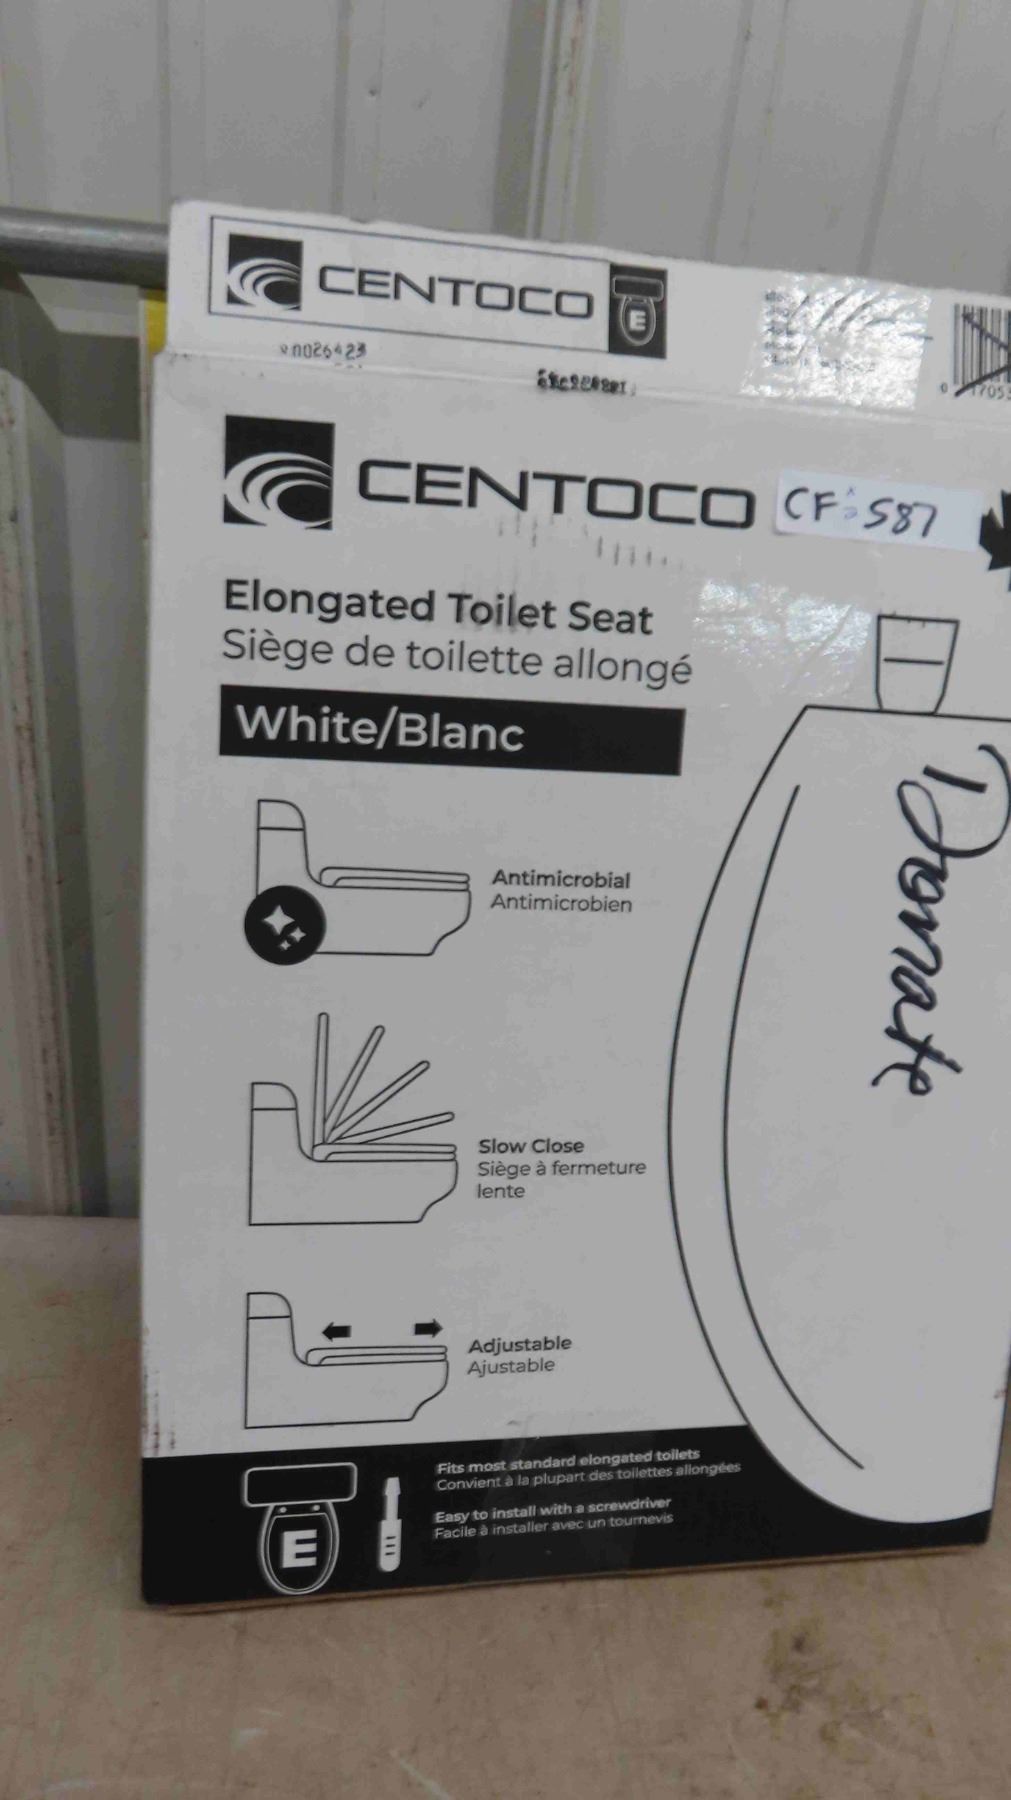 CENTOCO
E
CENTOCO
CF: 587
Elongated Toilet Seat
Siège de toilette allongé
White/Blanc
Donate
Antimicrobial
Antimicrobien
Slow Close
Siège à fermeture
lente
Adjustable
Ajustable
Fits most standard elongated toilets
Convient à la plupart des toilettes allongées
Easy to install with a screwdriver
Facile à installer avec un tournevis
E